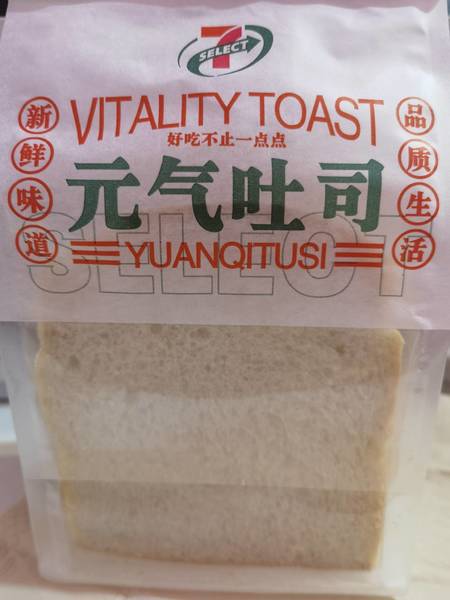 7
SELECT
VITALITY TOAST
好吃不止一点点
元气吐司
YUANQITUSI
新鲜味道
品质生活
SELECT